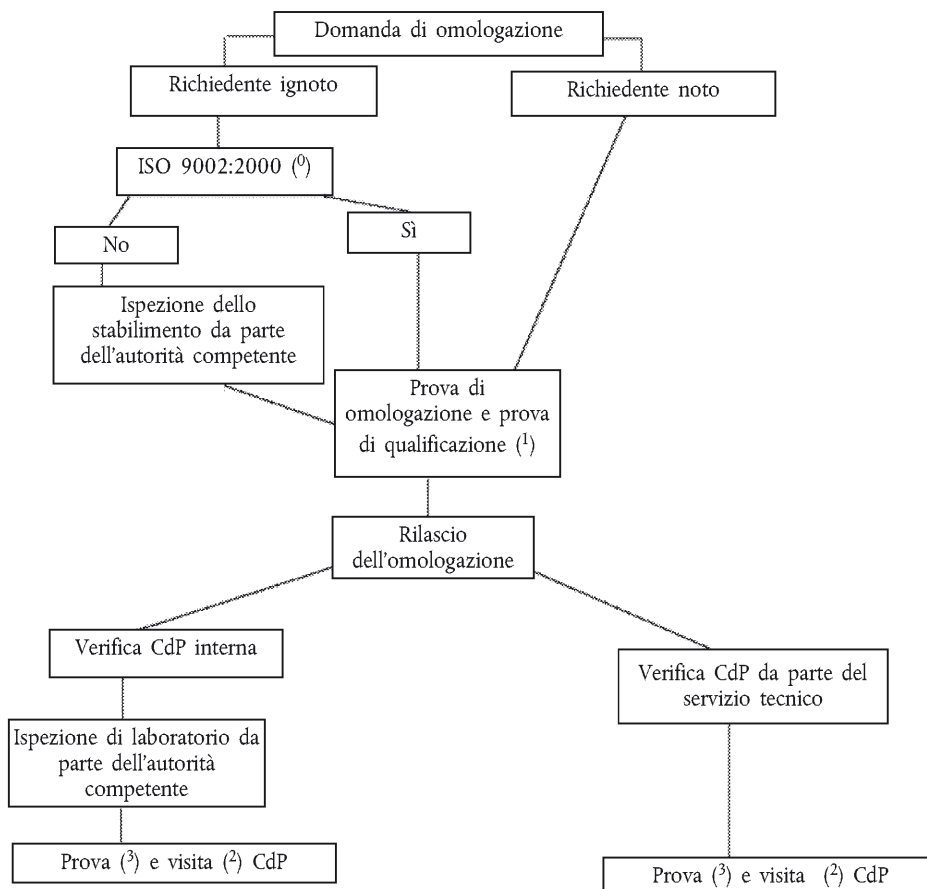 Domanda di omologazione
Richiedente ignoto
Richiedente noto
ISO 9002:2000 (⁰)
No
Sì
Ispezione dello
stabilimento da parte
dell'autorità competente
Prova di
omologazione e prova
di qualificazione (¹)
Rilascio
dell'omologazione
Verifica CdP interna
Verifica CdP da parte del
servizio tecnico
Ispezione di laboratorio da
parte dell'autorità
competente
Prova (³) e visita (²) CdP
Prova (³) e visita (²) CdP